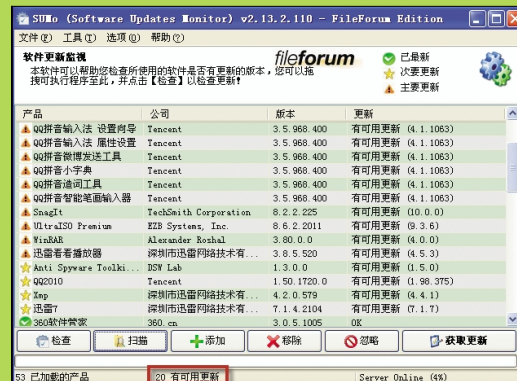 SUMo (Software Updates Monitor) v2.13.2.110 - FileForum Edition
文件(F) 工具(T) 选项(O) 帮助(?)
软件更新监视
本软件可以帮助您检查所使用的软件是否有更新的版本，您可以拖
拽可执行程序至此，并点击【检查】以检查更新!
fileforum
已最新
次要更新
主要更新
产品 公司 版本 更新
QQ拼音输入法 设置向导 Tencent 3.5.968.400 有可用更新 (4.1.1063)
QQ拼音输入法 属性设置 Tencent 3.5.968.400 有可用更新 (4.1.1063)
QQ拼音微博发送工具 Tencent 3.5.968.400 有可用更新 (4.1.1063)
QQ拼音小字典 Tencent 3.5.968.400 有可用更新 (4.1.1063)
QQ拼音造词工具 Tencent 3.5.968.400 有可用更新 (4.1.1063)
QQ拼音智能笔画输入器 Tencent 3.5.968.400 有可用更新 (4.1.1063)
SnagIt TechSmith Corporation 8.2.2.225 有可用更新 (10.0.0)
UltraISO Premium EZB Systems, Inc. 8.6.2.2011 有可用更新 (9.3.6)
WinRAR Alexander Roshal 3.80.0.0 有可用更新 (4.0.0)
迅雷看看播放器 深圳市迅雷网络技术有... 3.8.5.520 有可用更新 (4.5.3)
Anti Spyware Toolki... DSW Lab 1.3.0.0 有可用更新 (1.5.0)
QQ2010 Tencent 1.50.1720.0 有可用更新 (1.98.375)
Xmp 深圳市迅雷网络技术有... 4.2.0.579 有可用更新 (4.4.1)
迅雷7 深圳市迅雷网络技术有... 7.1.4.2104 有可用更新 (7.1.7)
360软件管家 360.cn 3.0.5.1005 OK
检查 扫描 添加 移除 忽略 获取更新
53 已加载的产品 20 有可用更新 Server Online (4%)